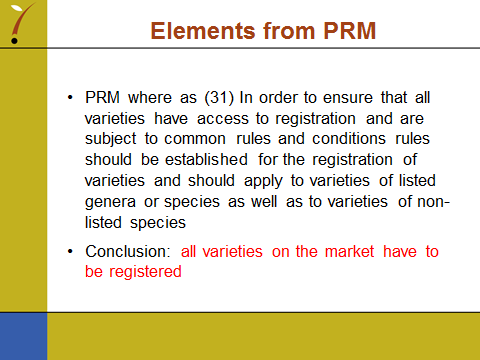 Elements from PRM
• PRM where as (31) In order to ensure that all
varieties have access to registration and are
subject to common rules and conditions rules
should be established for the registration of
varieties and should apply to varieties of listed
genera or species as well as to varieties of non-
listed species
• Conclusion: all varieties on the market have to
be registered